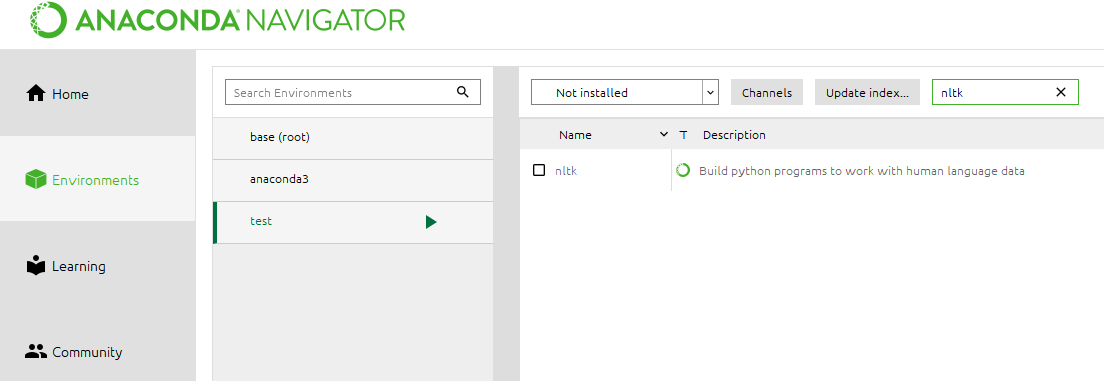 ANACONDA NAVIGATOR
Home
Environments
Learning
Community
Search Environments
base (root)
anaconda3
test
Not installed
Channels
Update index...
nltk
Name
T
Description
nltk
Build python programs to work with human language data